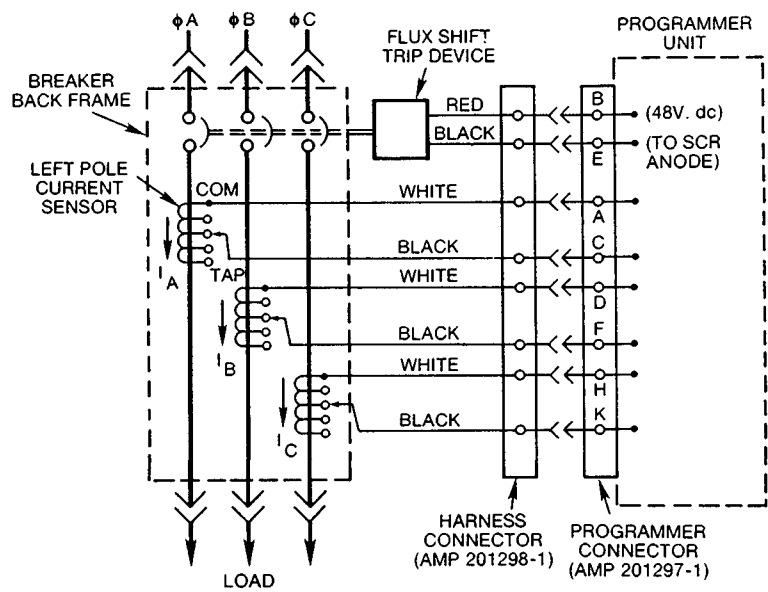 ϕA
ϕB
ϕC
FLUX SHIFT
TRIP DEVICE
PROGRAMMER
UNIT
BREAKER
BACK FRAME
RED
B
(48V. dc)
BLACK
E
(TO SCR
ANODE)
LEFT POLE
CURRENT
SENSOR
COM
WHITE
A
I A
TAP
BLACK
C
WHITE
D
I B
BLACK
F
WHITE
H
I C
BLACK
K
HARNESS
CONNECTOR
(AMP 201298-1)
PROGRAMMER
CONNECTOR
(AMP 201297-1)
LOAD